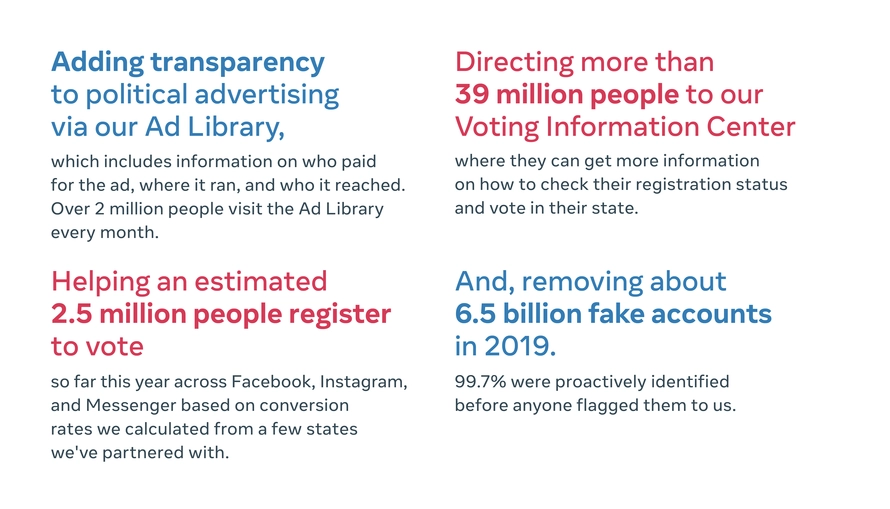 Adding transparency
to political advertising
via our Ad Library,
which includes information on who paid
for the ad, where it ran, and who it reached.
Over 2 million people visit the Ad Library
every month.
Directing more than
39 million people to our
Voting Information Center
where they can get more information
on how to check their registration status
and vote in their state.
Helping an estimated
2.5 million people register
to vote
so far this year across Facebook, Instagram,
and Messenger based on conversion
rates we calculated from a few states
we've partnered with.
And, removing about
6.5 billion fake accounts
in 2019.
99.7% were proactively identified
before anyone flagged them to us.